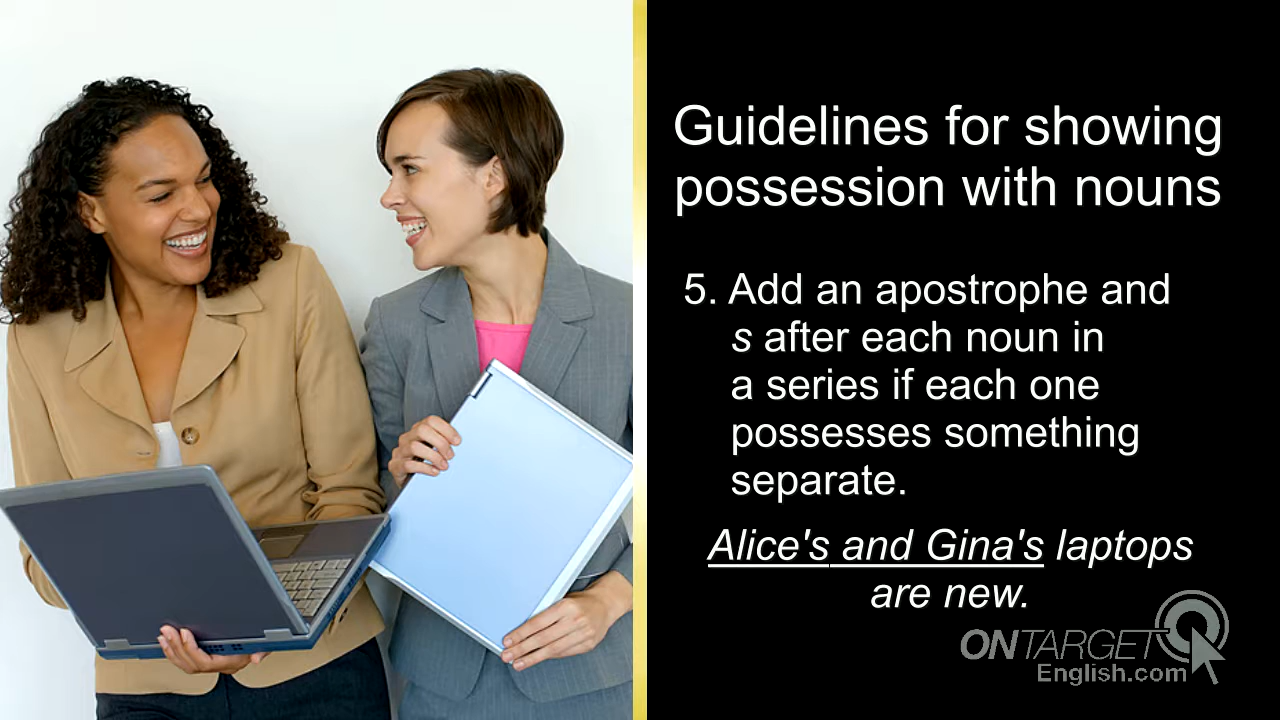 Guidelines for showing
possession with nouns
5. Add an apostrophe and
s after each noun in
a series if each one
possesses something
separate.
Alice's and Gina's laptops
are new.
ONTARGET
English.com